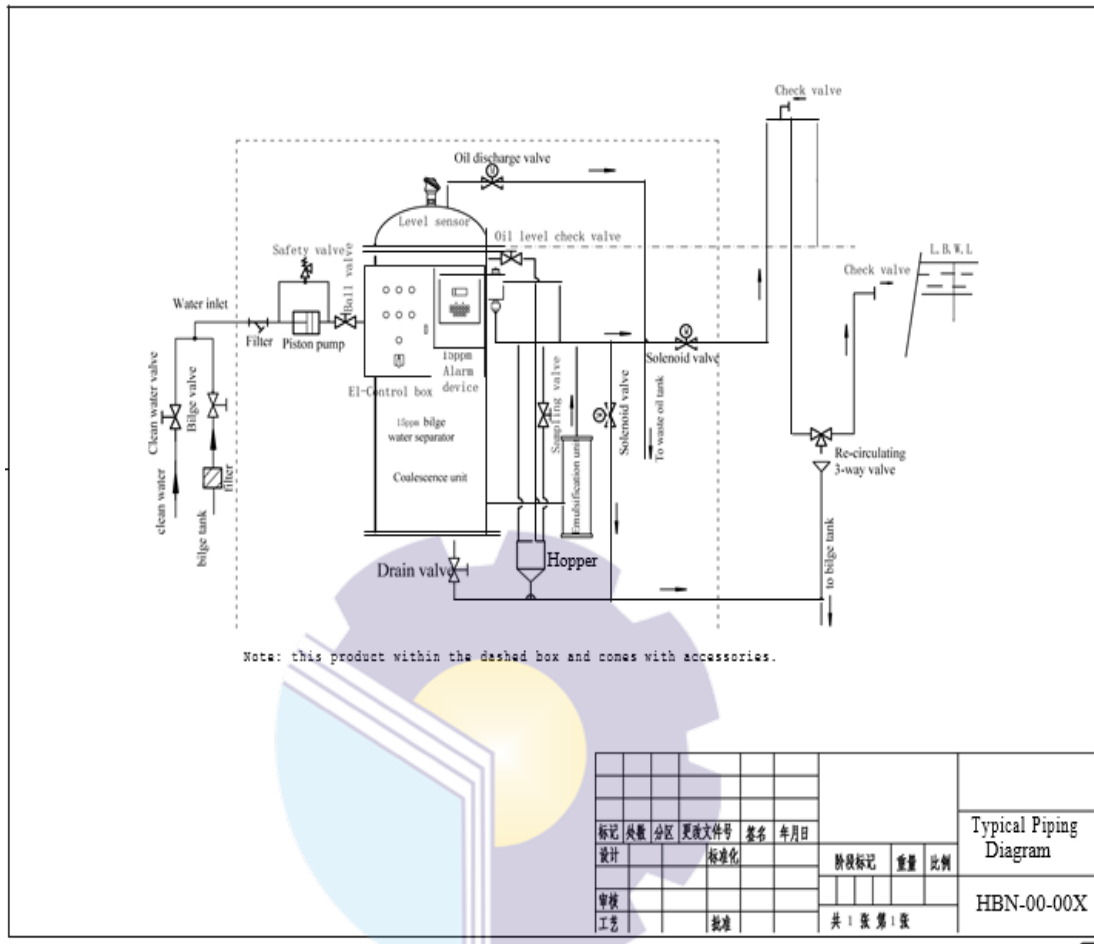 Check valve
Oil discharge valve
Level sensor
Oil level check valve
Safety valve
Ball valve
L.B.W.L
Check valve
Water inlet
Filter
Piston pump
Solenoid valve
El-Control box
15ppm
Alarm
device
Clean water valve
Bilge valve
Sampling valve
Solenoid valve
To waste oil tank
15ppm bilge
water separator
Coalescence unit
Emulsification unit
Re-circulating
3-way valve
clean water
filter
bilge tank
Hopper
Drain valve
to bilge tank
Note: this product within the dashed box and comes with accessories.
标记 处数 分区 更改文件号 签名 年月日
设计 标准化
阶段标记 重量 比例
审核
工艺 批准
共 1 张 第 1 张
Typical Piping
Diagram
HBN-00-00X